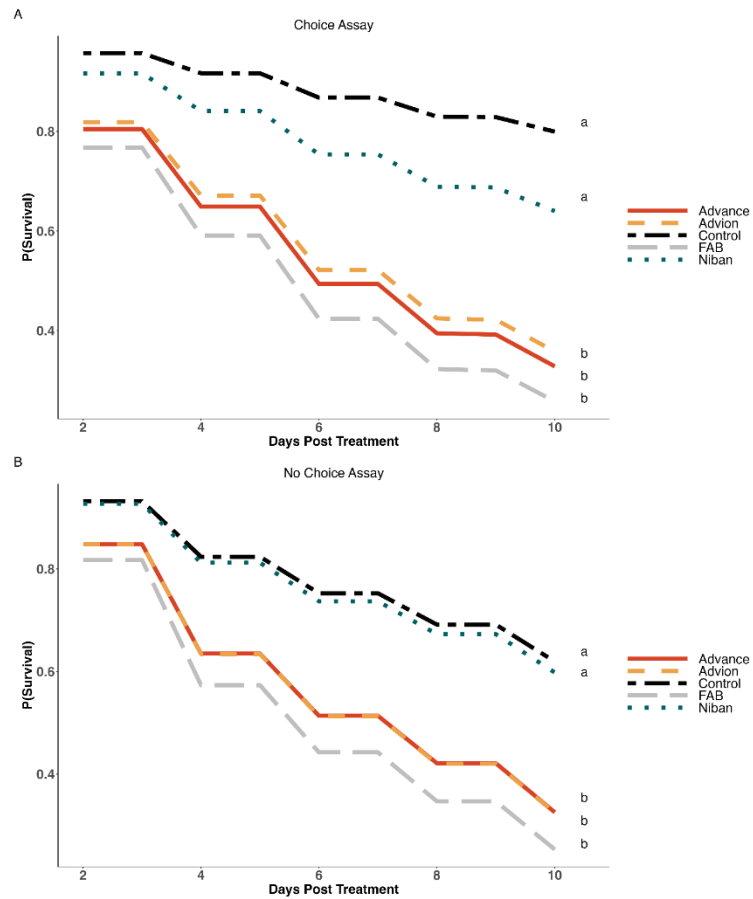 A
Choice Assay
P(Survival)
0.8
0.6
0.4
2 4 6 8 10
Days Post Treatment
a
a
b
b
b
Advance
Advion
Control
FAB
Niban
B
No Choice Assay
P(Survival)
0.8
0.6
0.4
2 4 6 8 10
Days Post Treatment
a
a
b
b
b
Advance
Advion
Control
FAB
Niban